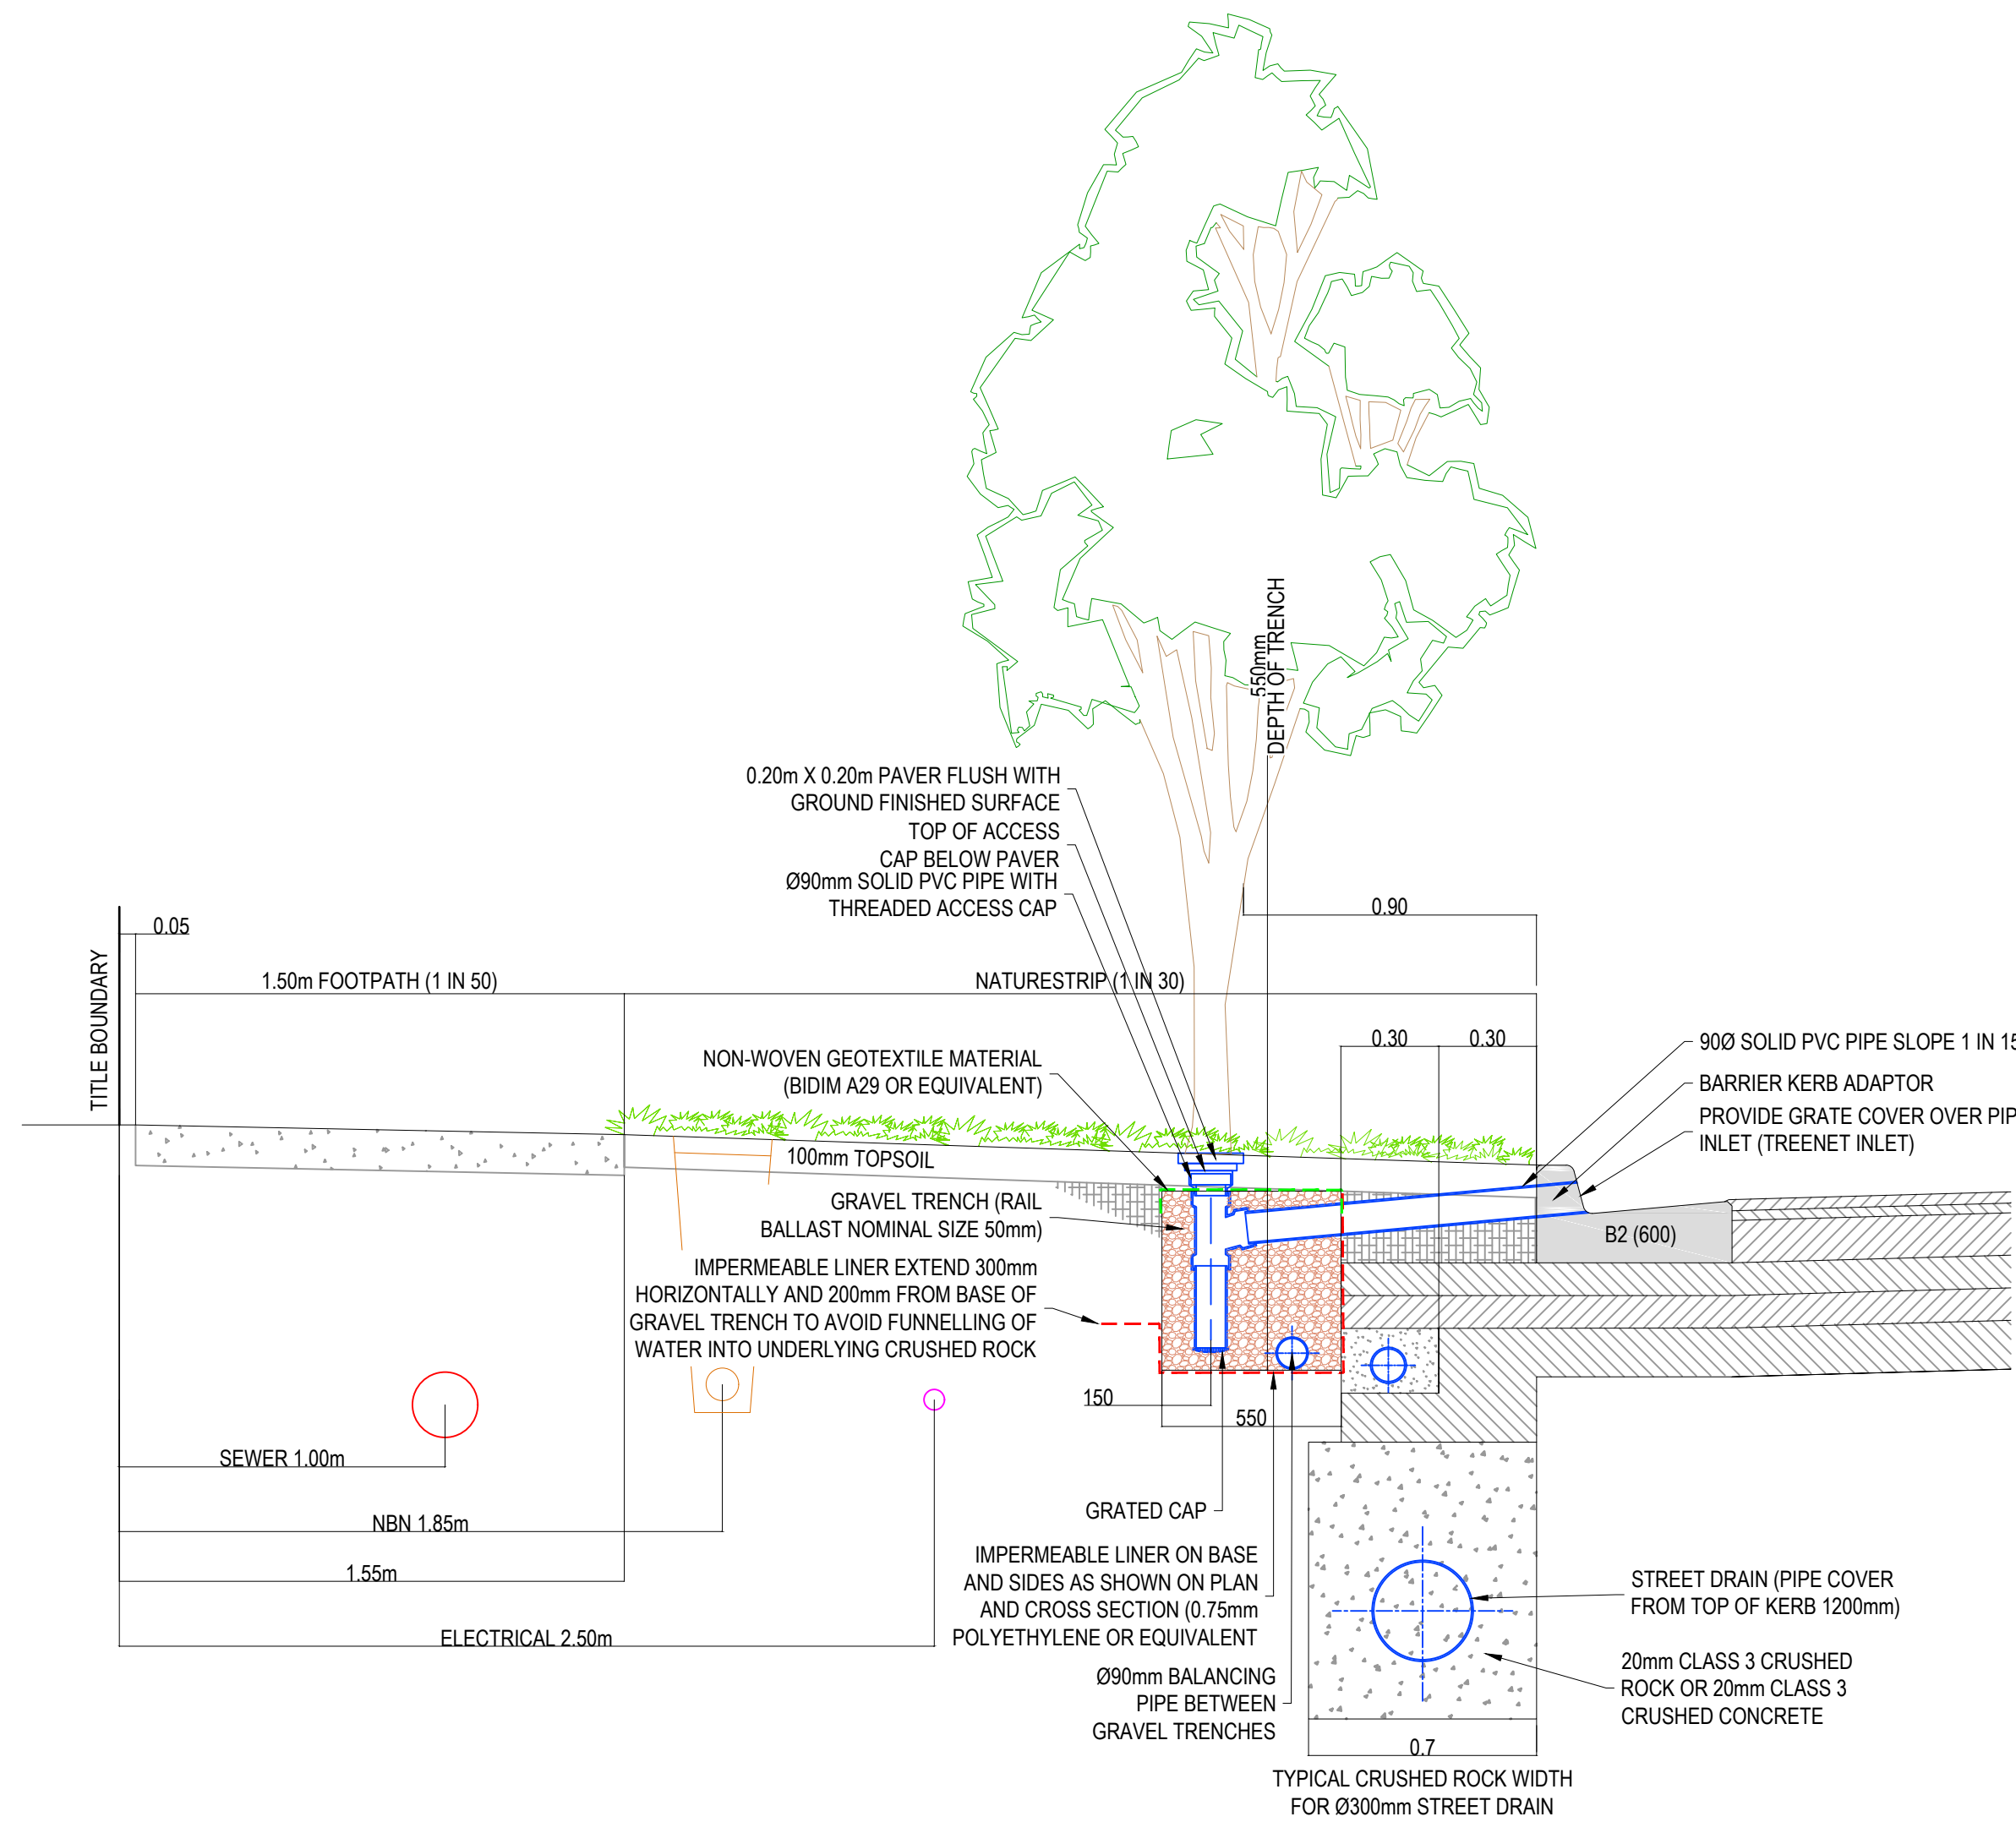 550mm
DEPTH OF TRENCH
0.20m X 0.20m PAVER FLUSH WITH
GROUND FINISHED SURFACE
TOP OF ACCESS
CAP BELOW PAVER
Ø90mm SOLID PVC PIPE WITH
THREADED ACCESS CAP
0.90
0.05
TITLE BOUNDARY
1.50m FOOTPATH (1 IN 50)
NATURESTRIP (1 IN 30)
0.30
0.30
NON-WOVEN GEOTEXTILE MATERIAL
(BIDIM A29 OR EQUIVALENT)
90Ø SOLID PVC PIPE SLOPE 1 IN 15
BARRIER KERB ADAPTOR
PROVIDE GRATE COVER OVER PIP
INLET (TREENET INLET)
100mm TOPSOIL
GRAVEL TRENCH (RAIL
BALLAST NOMINAL SIZE 50mm)
B2 (600)
IMPERMEABLE LINER EXTEND 300mm
HORIZONTALLY AND 200mm FROM BASE OF
GRAVEL TRENCH TO AVOID FUNNELLING OF
WATER INTO UNDERLYING CRUSHED ROCK
150
550
SEWER 1.00m
NBN 1.85m
1.55m
ELECTRICAL 2.50m
GRATED CAP
IMPERMEABLE LINER ON BASE
AND SIDES AS SHOWN ON PLAN
AND CROSS SECTION (0.75mm
POLYETHYLENE OR EQUIVALENT
Ø90mm BALANCING
PIPE BETWEEN
GRAVEL TRENCHES
STREET DRAIN (PIPE COVER
FROM TOP OF KERB 1200mm)
20mm CLASS 3 CRUSHED
ROCK OR 20mm CLASS 3
CRUSHED CONCRETE
0.7
TYPICAL CRUSHED ROCK WIDTH
FOR Ø300mm STREET DRAIN